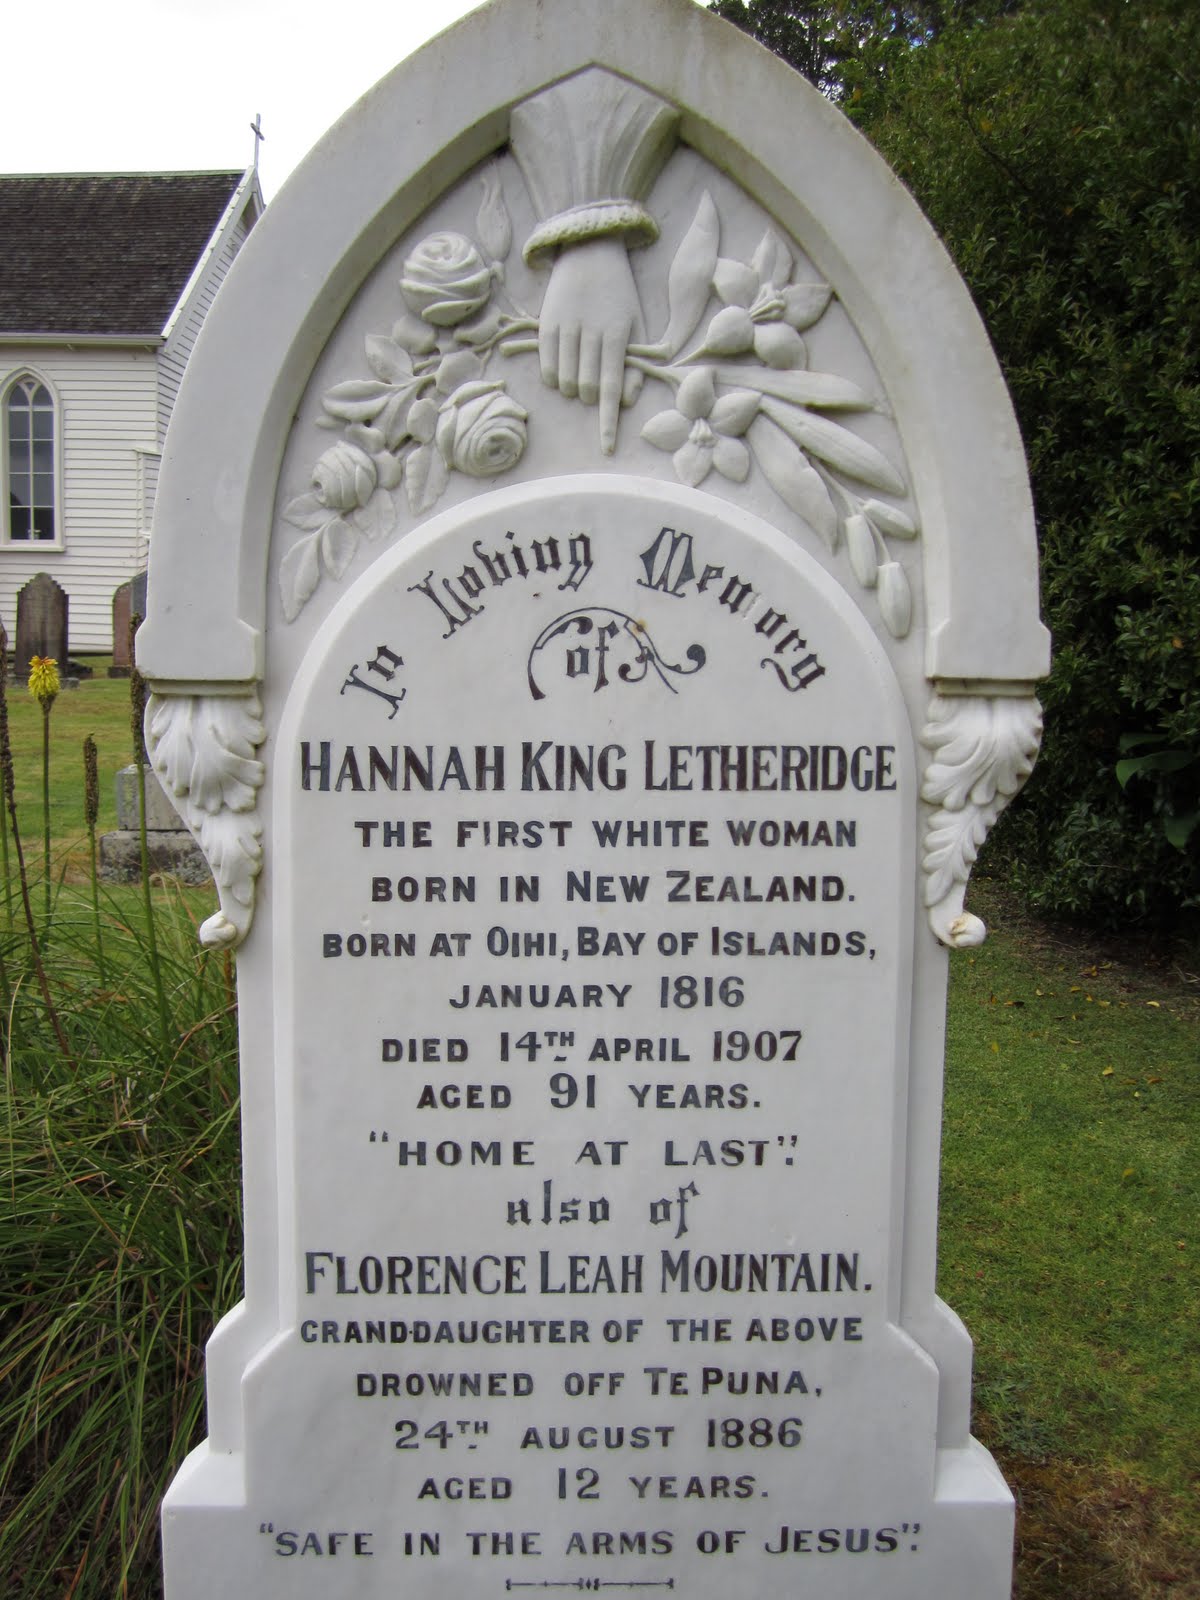 In Loving Memory
of
HANNAH KING LETHERIDGE
THE FIRST WHITE WOMAN
BORN IN NEW ZEALAND.
BORN AT OIHI, BAY OF ISLANDS,
JANUARY 1816
DIED 14TH APRIL 1907
AGED 91 YEARS.
"HOME AT LAST".
also of
FLORENCE LEAH MOUNTAIN.
GRAND-DAUGHTER OF THE ABOVE
DROWNED OFF TE PUNA,
24TH AUGUST 1886
AGED 12 YEARS.
"SAFE IN THE ARMS OF JESUS".